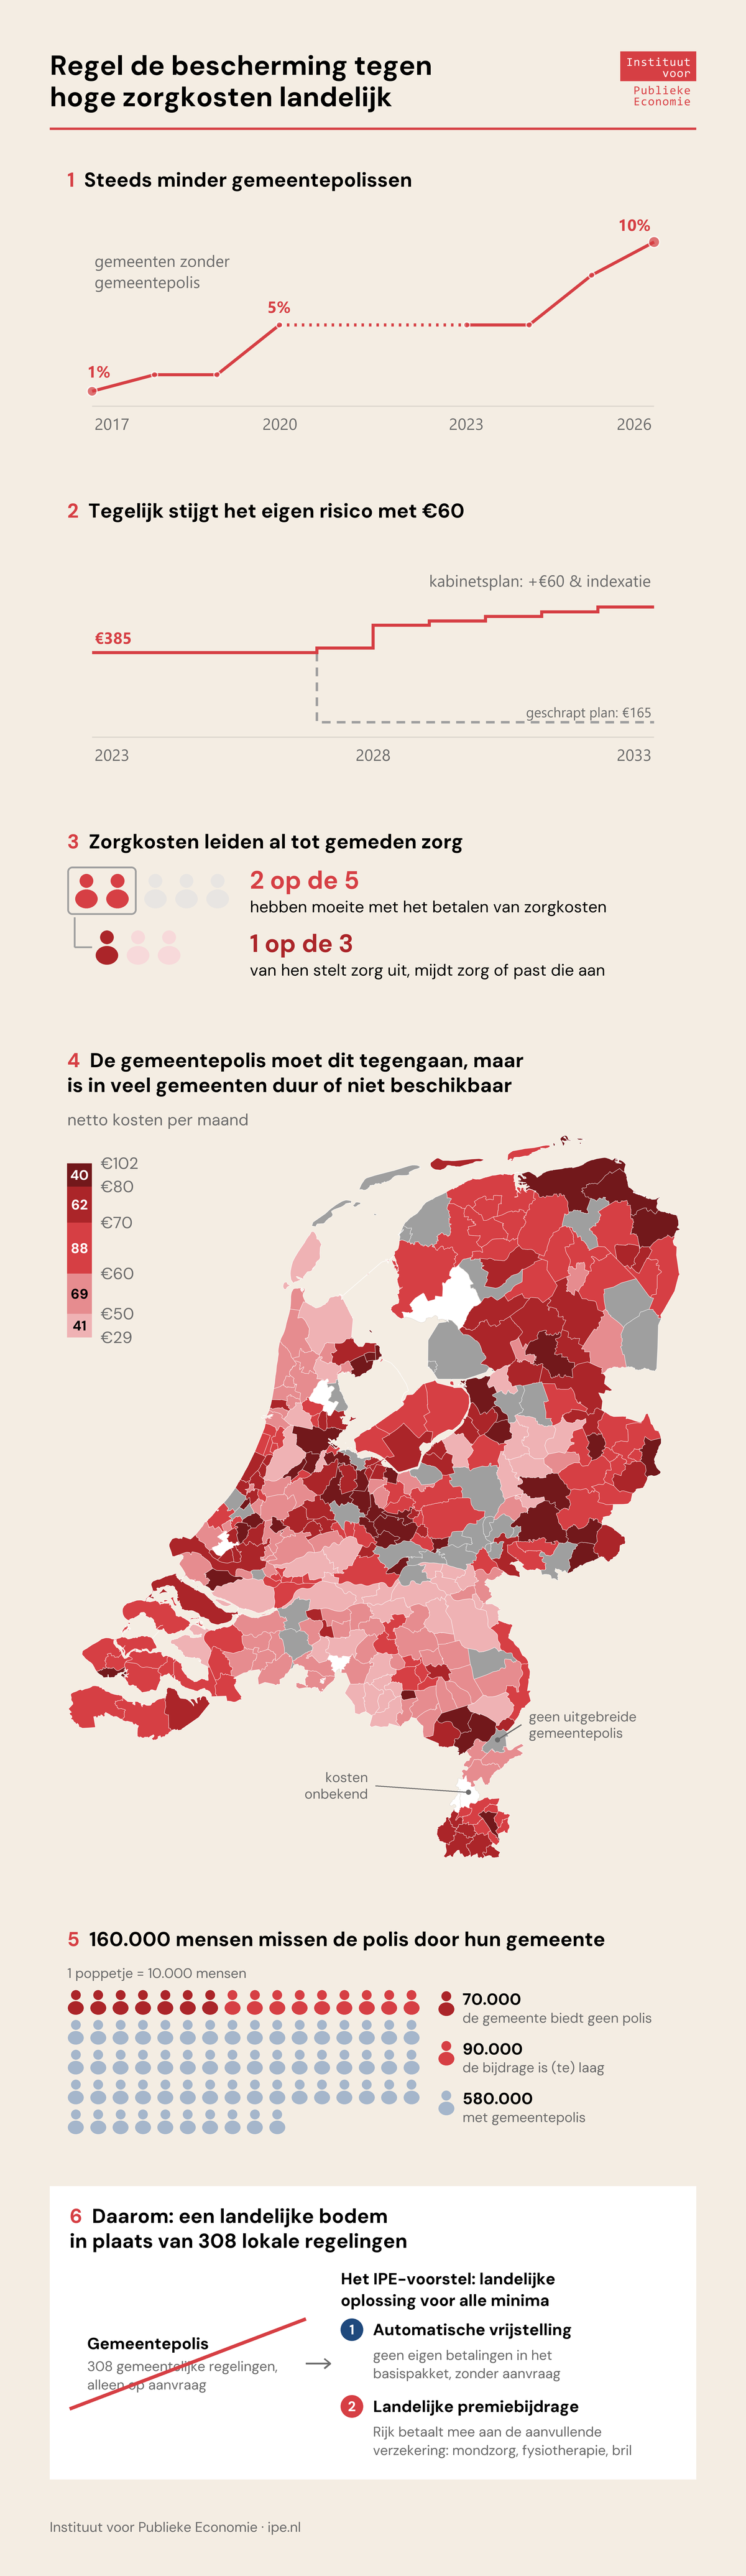 Regel de bescherming tegen
hoge zorgkosten landelijk
Instituut
voor
Publieke
Economie
1 Steeds minder gemeentepolissen
10%
gemeenten zonder
gemeentepolis
5%
1%
2017
2020
2023
2026
2 Tegelijk stijgt het eigen risico met €60
kabinetsplan: +€60 & indexatie
€385
geschrapt plan: €165
2023
2028
2033
3 Zorgkosten leiden al tot gemeden zorg
2 op de 5
hebben moeite met het betalen van zorgkosten
1 op de 3
van hen stelt zorg uit, mijdt zorg of past die aan
4 De gemeentepolis moet dit tegengaan, maar
is in veel gemeenten duur of niet beschikbaar
netto kosten per maand
€102
40
€80
62
€70
88
€60
69
€50
41
€29
geen uitgebreide
gemeentepolis
kosten
onbekend
5 160.000 mensen missen de polis door hun gemeente
1 poppetje = 10.000 mensen
70.000
de gemeente biedt geen polis
90.000
de bijdrage is (te) laag
580.000
met gemeentepolis
6 Daarom: een landelijke bodem
in plaats van 308 lokale regelingen
Gemeentepolis
308 gemeentelijke regelingen,
alleen op aanvraag
Het IPE-voorstel: landelijke
oplossing voor alle minima
1 Automatische vrijstelling
geen eigen betalingen in het
basispakket, zonder aanvraag
2 Landelijke premiebijdrage
Rijk betaalt mee aan de aanvullende
verzekering: mondzorg, fysiotherapie, bril
Instituut voor Publieke Economie · ipe.nl